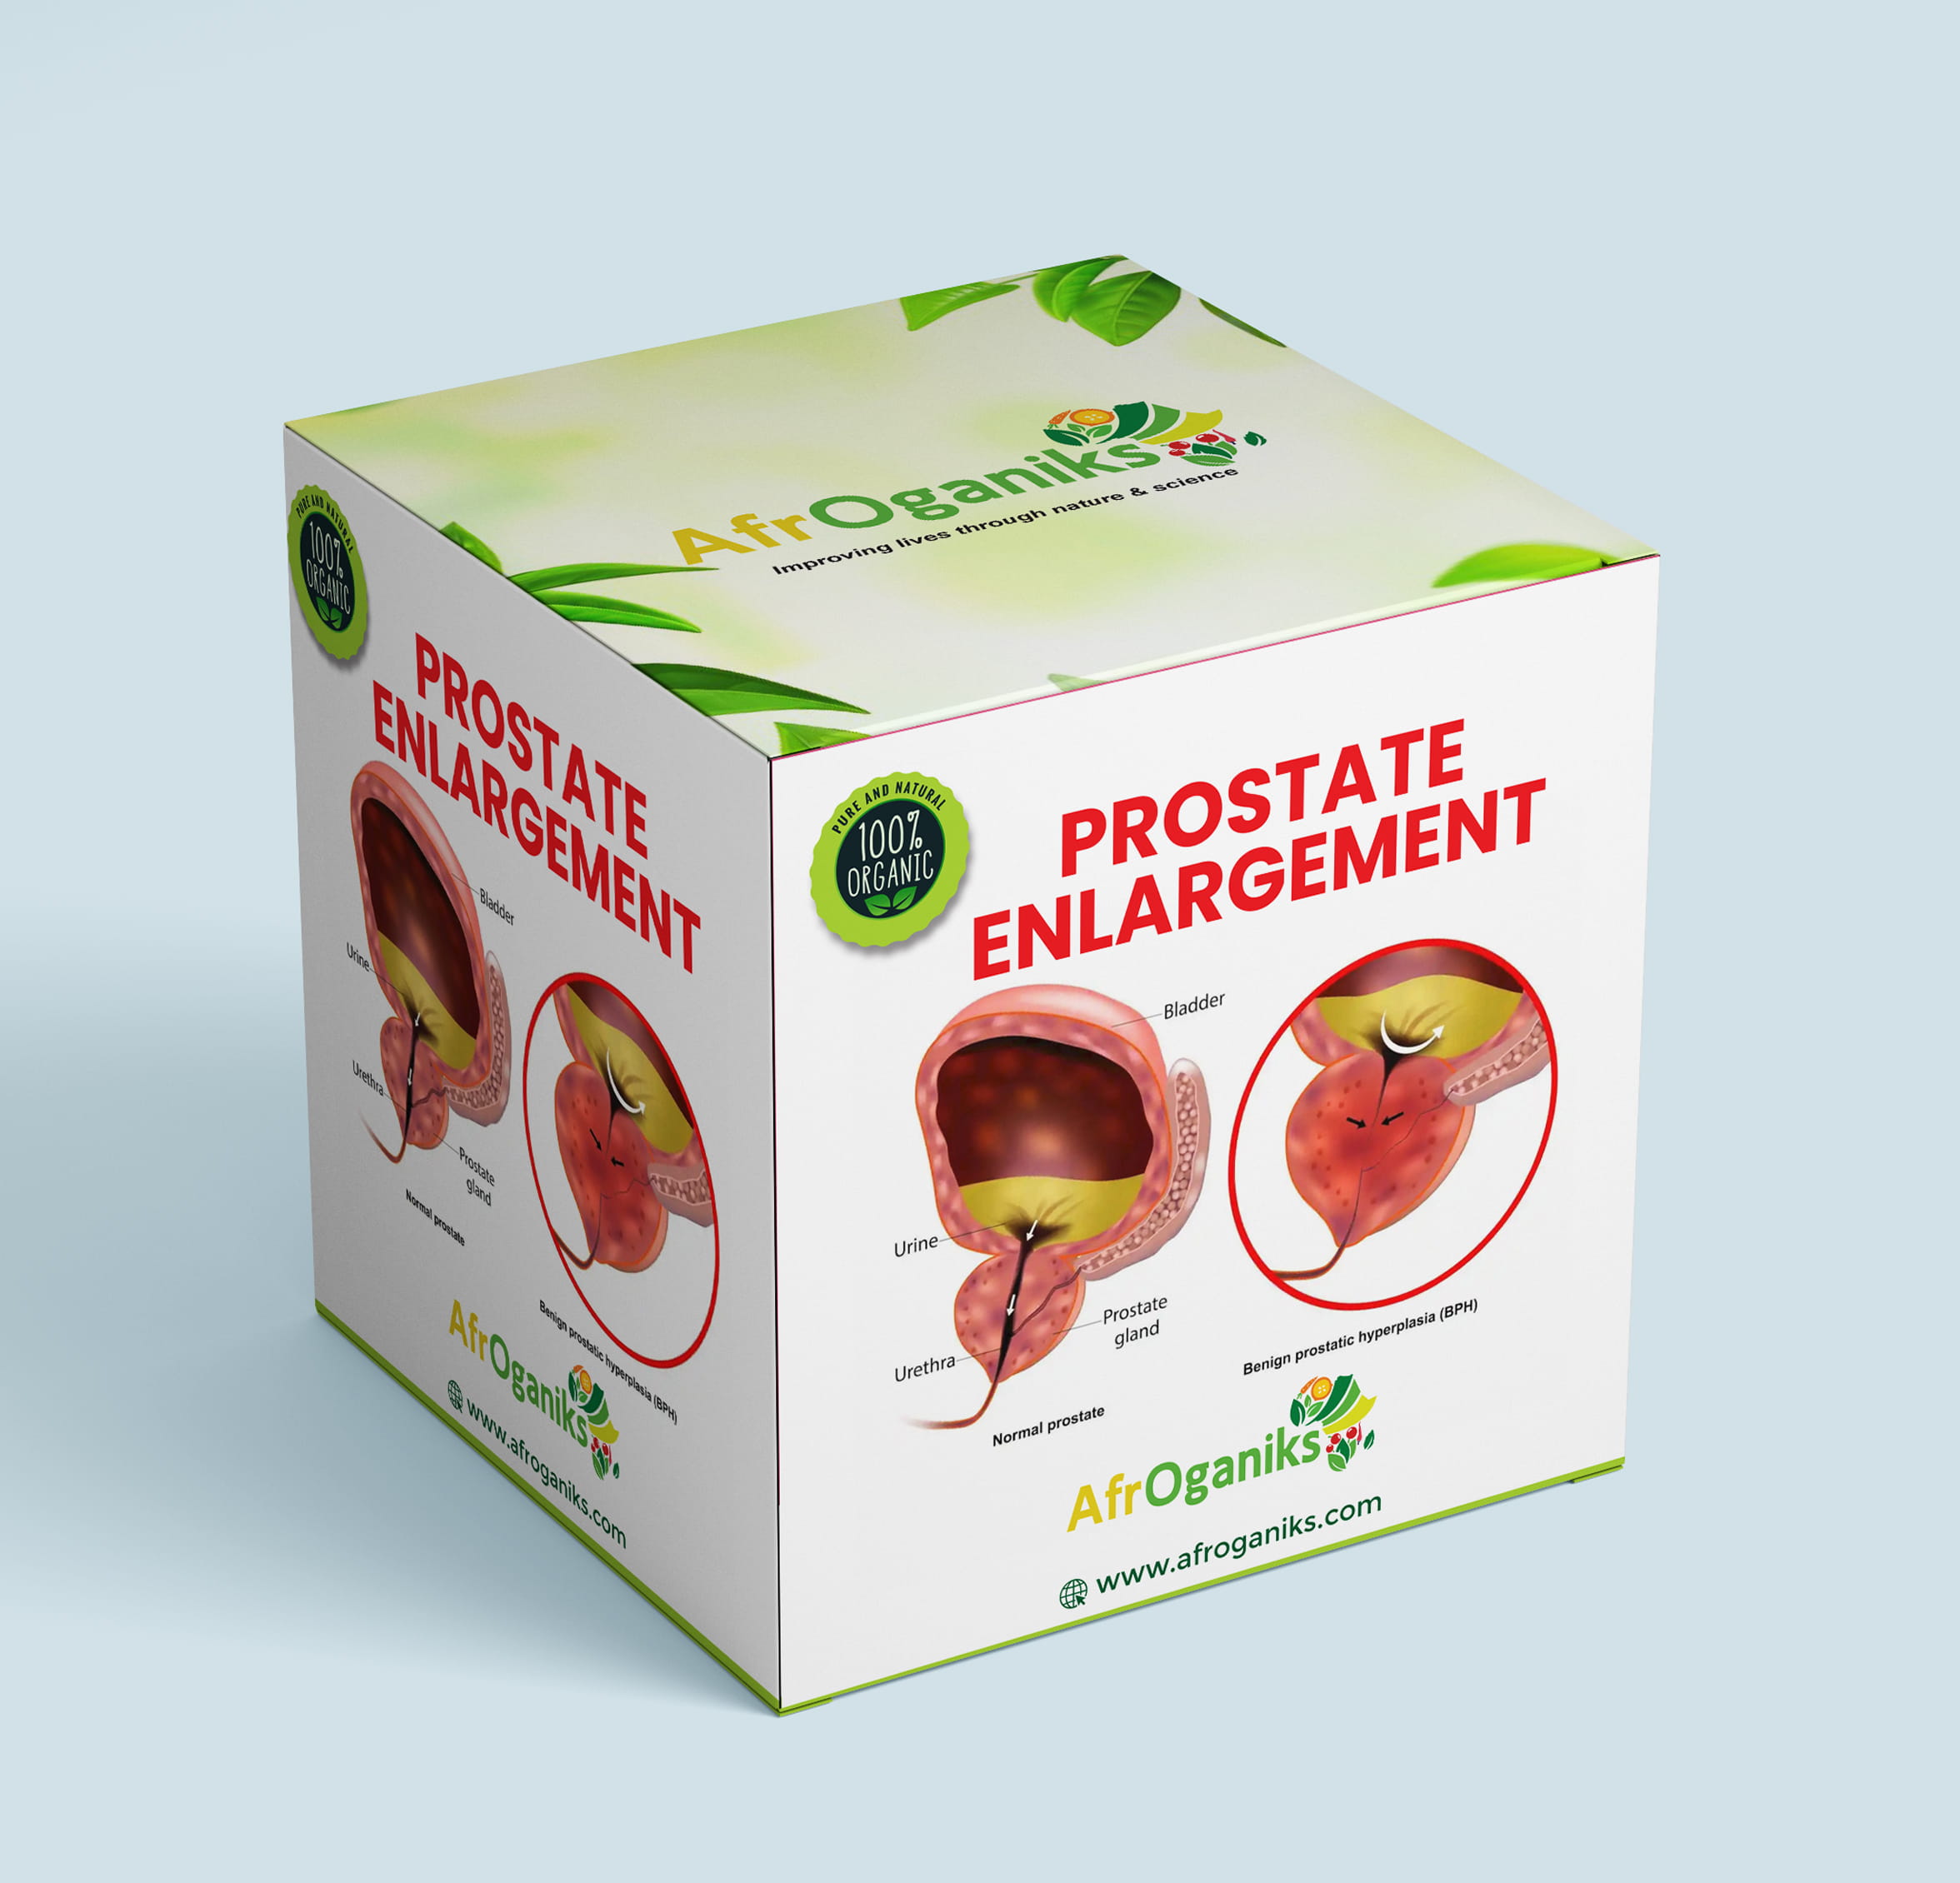 AfrOganiks
Improving lives through nature & science
PURE AND NATURAL
100%
ORGANIC
PROSTATE
ENLARGEMENT
Bladder
Urine
Urethra
Prostate
gland
Normal prostate
Benign prostatic hyperplasia (BPH)
AfrOganiks
www.afroganiks.com
PURE AND NATURAL
100%
ORGANIC
PROSTATE
ENLARGEMENT
Bladder
Urine
Prostate
gland
Urethra
Normal prostate
Benign prostatic hyperplasia (BPH)
AfrOganiks
www.afroganiks.com